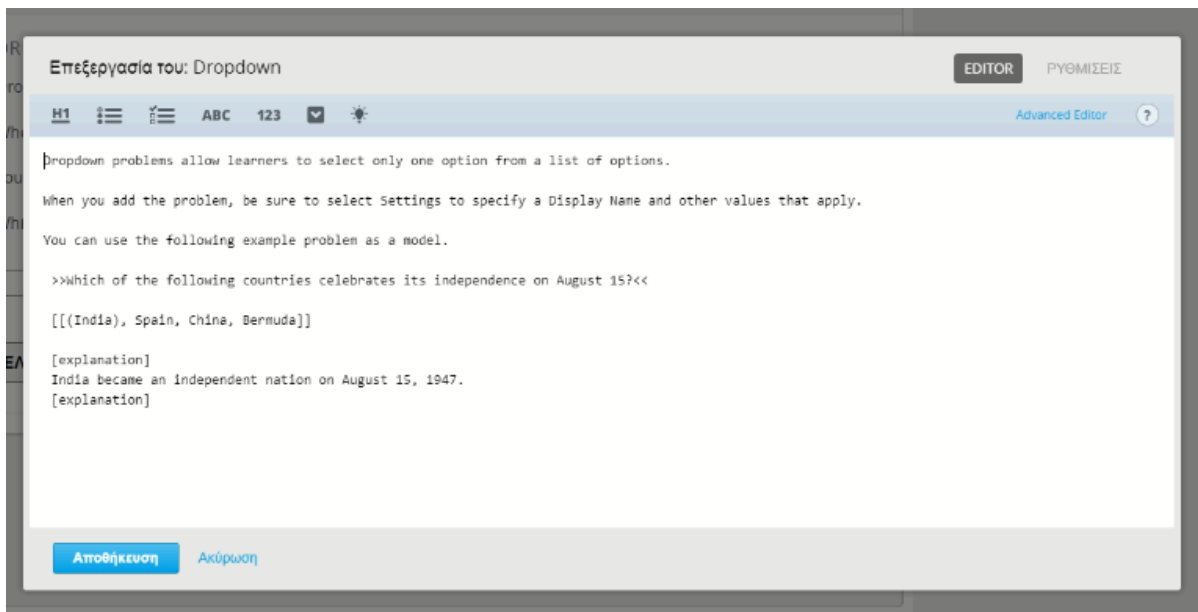 Επεξεργασία του: Dropdown
EDITOR
ΡΥΘΜΙΣΕΙΣ
H1
ABC
123
Advanced Editor
?
Dropdown problems allow learners to select only one option from a list of options.
When you add the problem, be sure to select Settings to specify a Display Name and other values that apply.
You can use the following example problem as a model.
>>Which of the following countries celebrates its independence on August 15?<<
[[(India), Spain, China, Bermuda]]
[explanation]
India became an independent nation on August 15, 1947.
[explanation]
Αποθήκευση
Ακύρωση